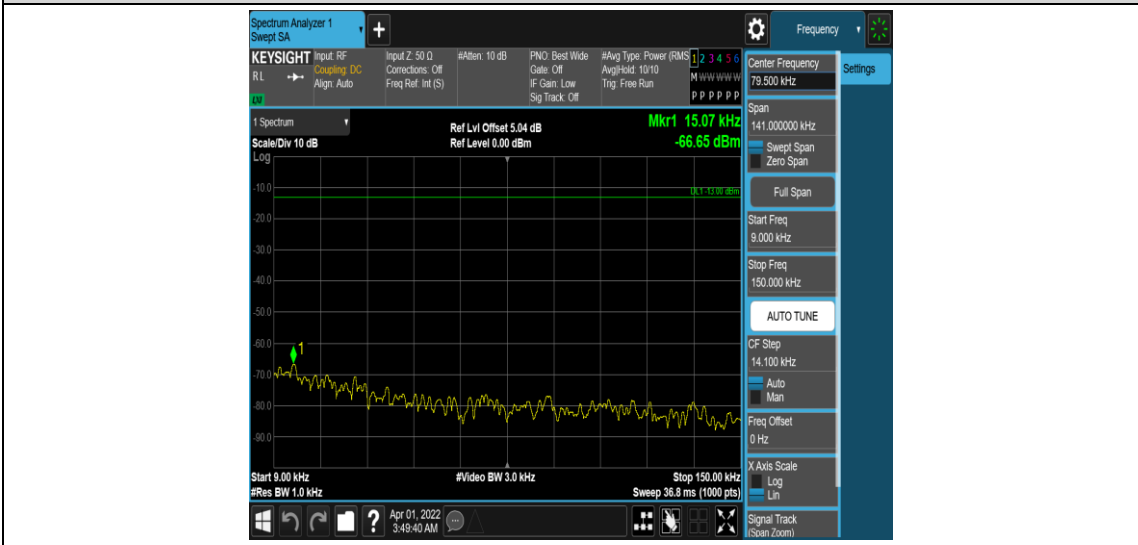 Spectrum Analyzer 1
Swept SA
+
Frequency
KEYSIGHT
RL
LXI
Input: RF
Coupling: DC
Align: Auto
Input Z: 50 Ω
Corrections: Off
Freq Ref: Int (S)
#Atten: 10 dB
PNO: Best Wide
Gate: Off
IF Gain: Low
Sig Track: Off
#Avg Type: Power (RMS
Avg|Hold: 10/10
Trig: Free Run
1 2 3 4 5 6
M W W W W W
P P P P P P
1 Spectrum
Scale/Div 10 dB
Log
Ref Lvl Offset 5.04 dB
Ref Level 0.00 dBm
Mkr1 15.07 kHz
-66.65 dBm
DL1 -13.00 dBm
-10.0
-20.0
-30.0
-40.0
-50.0
-60.0
-70.0
-80.0
-90.0
1
Start 9.00 kHz
#Res BW 1.0 kHz
#Video BW 3.0 kHz
Stop 150.00 kHz
Sweep 36.8 ms (1000 pts)
?
Apr 01, 2022
3:49:40 AM
Center Frequency
79.500 kHz
Settings
Span
141.000000 kHz
Swept Span
Zero Span
Full Span
Start Freq
9.000 kHz
Stop Freq
150.000 kHz
AUTO TUNE
CF Step
14.100 kHz
Auto
Man
Freq Offset
0 Hz
X Axis Scale
Log
Lin
Signal Track
(Span Zoom)